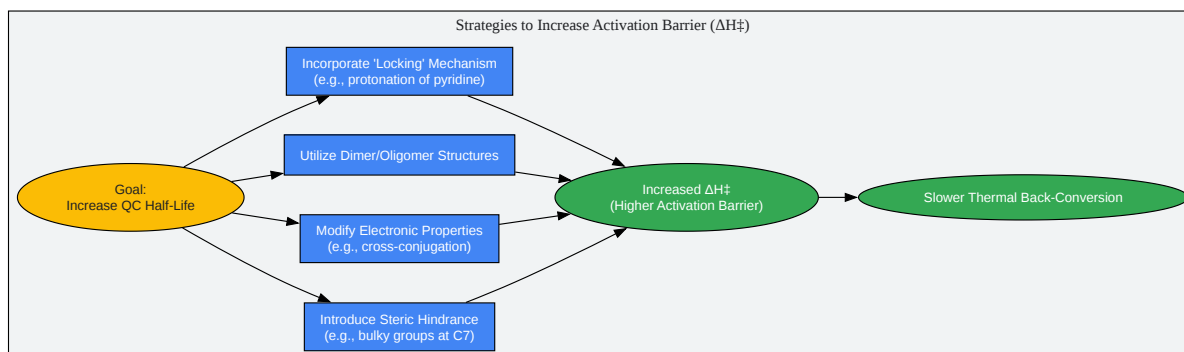 Strategies to Increase Activation Barrier (ΔH‡)
Incorporate 'Locking' Mechanism
(e.g., protonation of pyridine)
Utilize Dimer/Oligomer Structures
Goal:
Increase QC Half-Life
Increased ΔH‡
(Higher Activation Barrier)
Slower Thermal Back-Conversion
Modify Electronic Properties
(e.g., cross-conjugation)
Introduce Steric Hindrance
(e.g., bulky groups at C7)